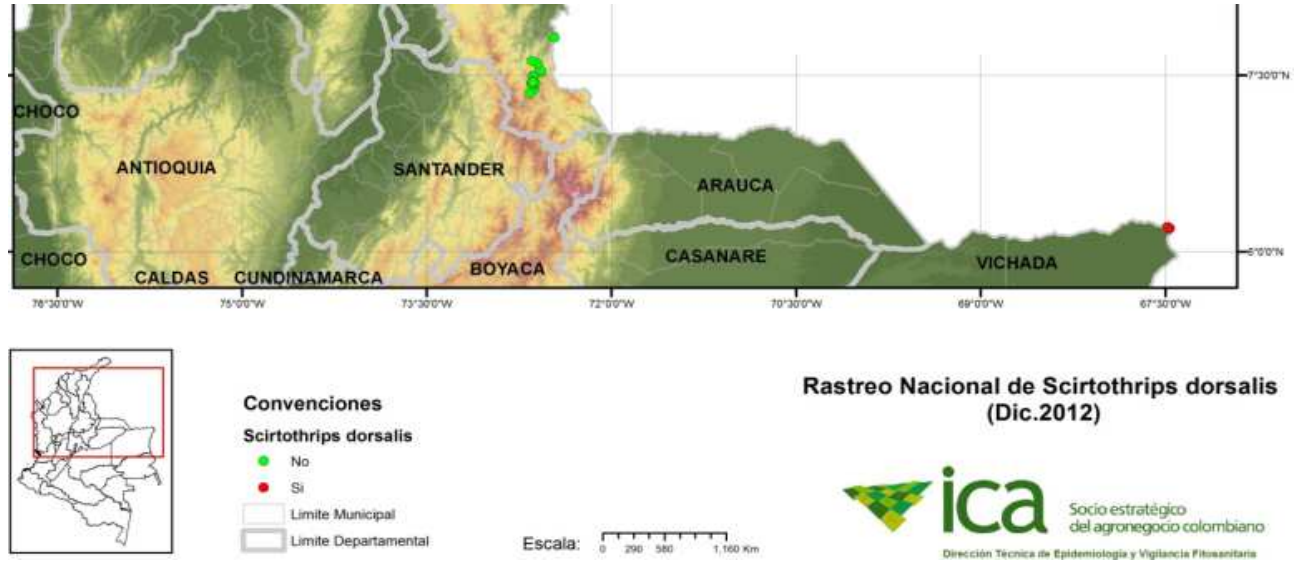 7°30'0"N
CHOCO
ANTIOQUIA
SANTANDER
ARAUCA
CHOCO
CASANARE
VICHADA
6°0'0"N
CALDAS
CUNDINAMARCA
BOYACA
76°30'0"W
75°0'0"W
73°30'0"W
72°0'0"W
70°30'0"W
69°0'0"W
67°30'0"W
Rastreo Nacional de Scirtothrips dorsalis
(Dic.2012)
Convenciones
Scirtothrips dorsalis
No
Si
Limite Municipal
Limite Departamental
Escala:
0 290 580 1,160 Km
ica
Socio estratégico
del agronegocio colombiano
Dirección Técnica de Epidemiología y Vigilancia Fitosanitaria